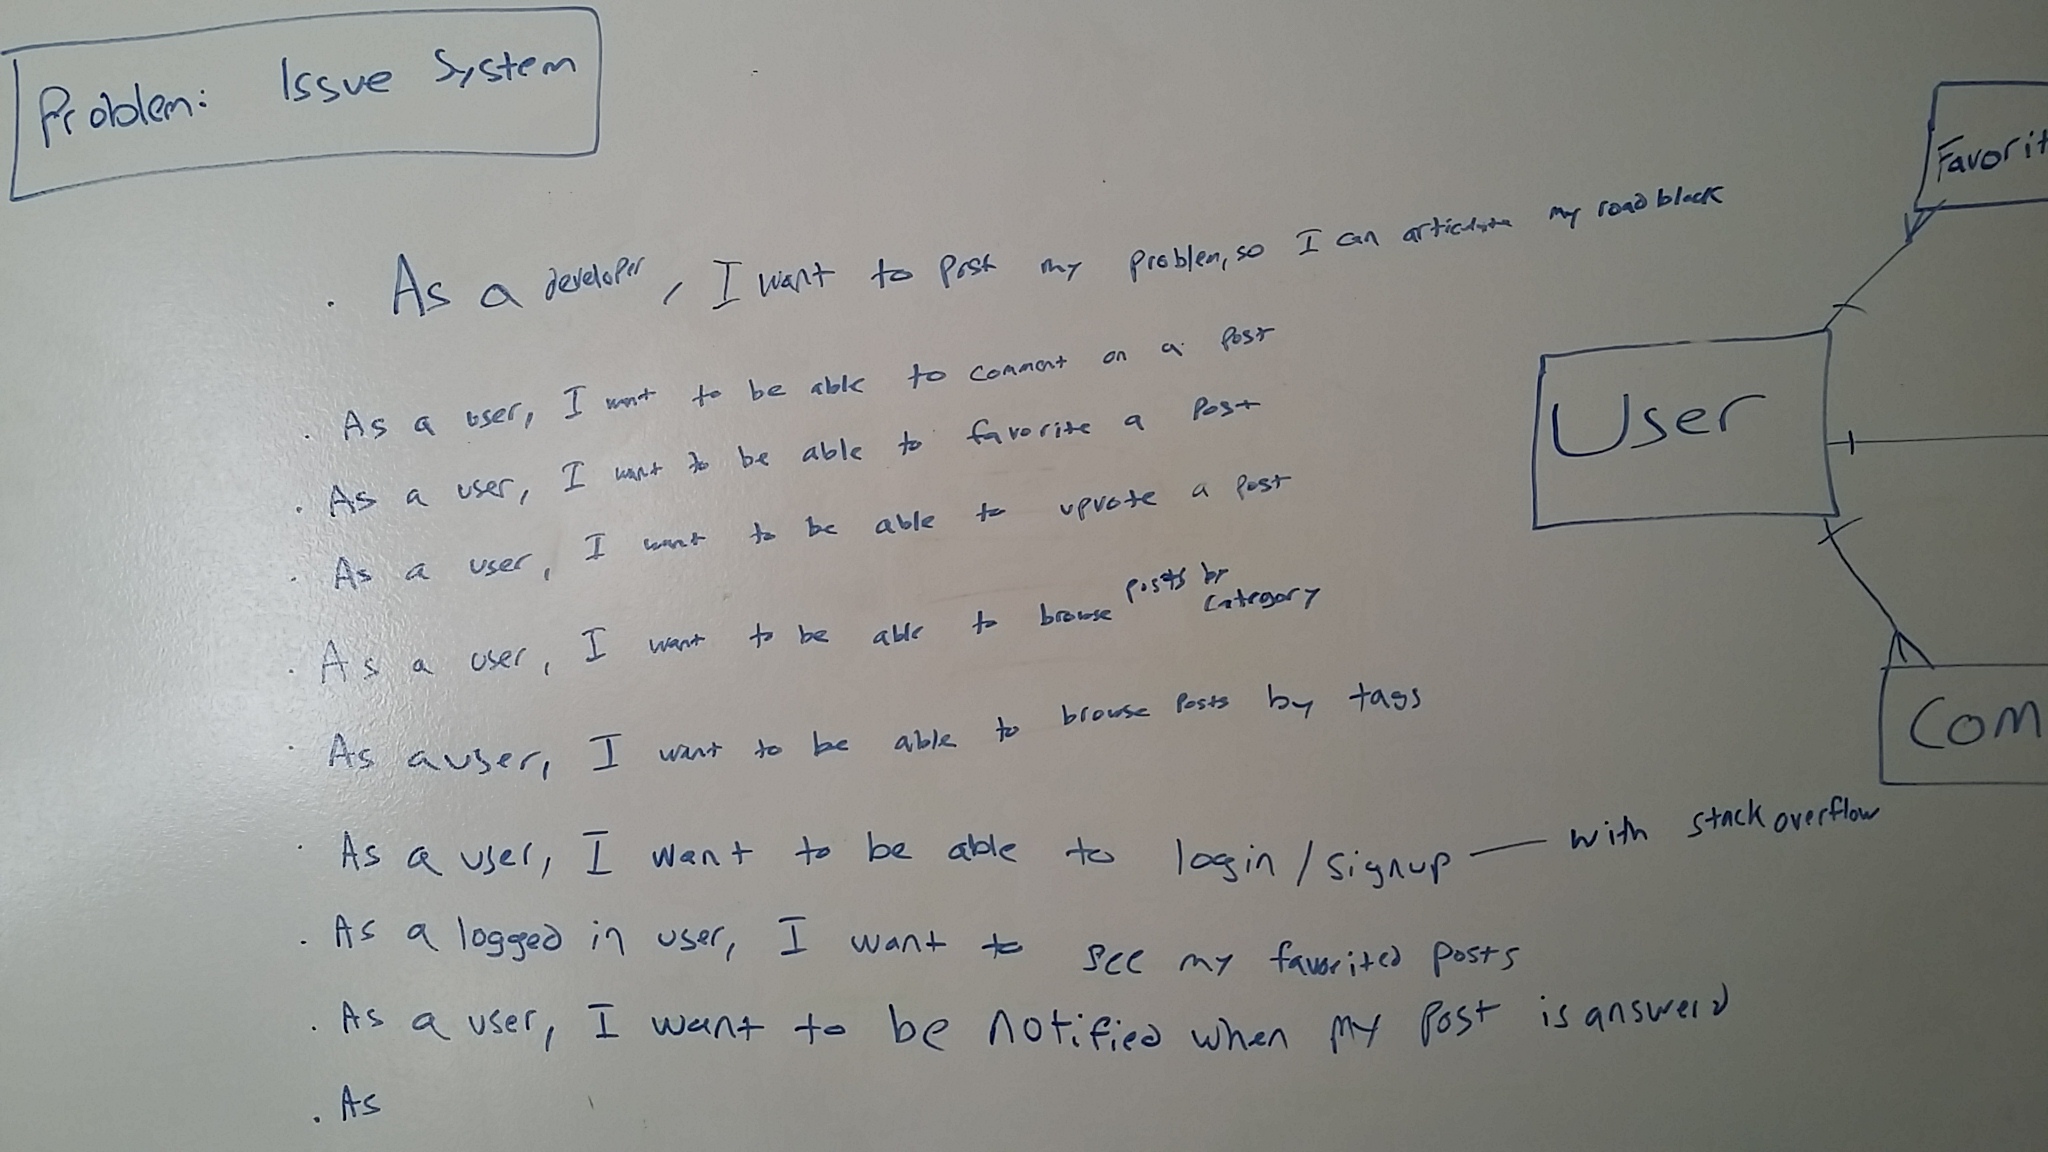 Problem: Issue System
. As a developer, I want to post my problem, so I can articulate my road block
. As a user, I want to be able to comment on a post
. As a user, I want to be able to favorite a post
. As a user, I want to be able to upvote a post
. As a user, I want to be able to browse posts by category
. As a user, I want to be able to browse posts by tags
. As a user, I want to be able to login / signup — with stack overflow
. As a logged in user, I want to see my favorited posts
. As a user, I want to be notified when my post is answerd
. As
Favorit
User
Com